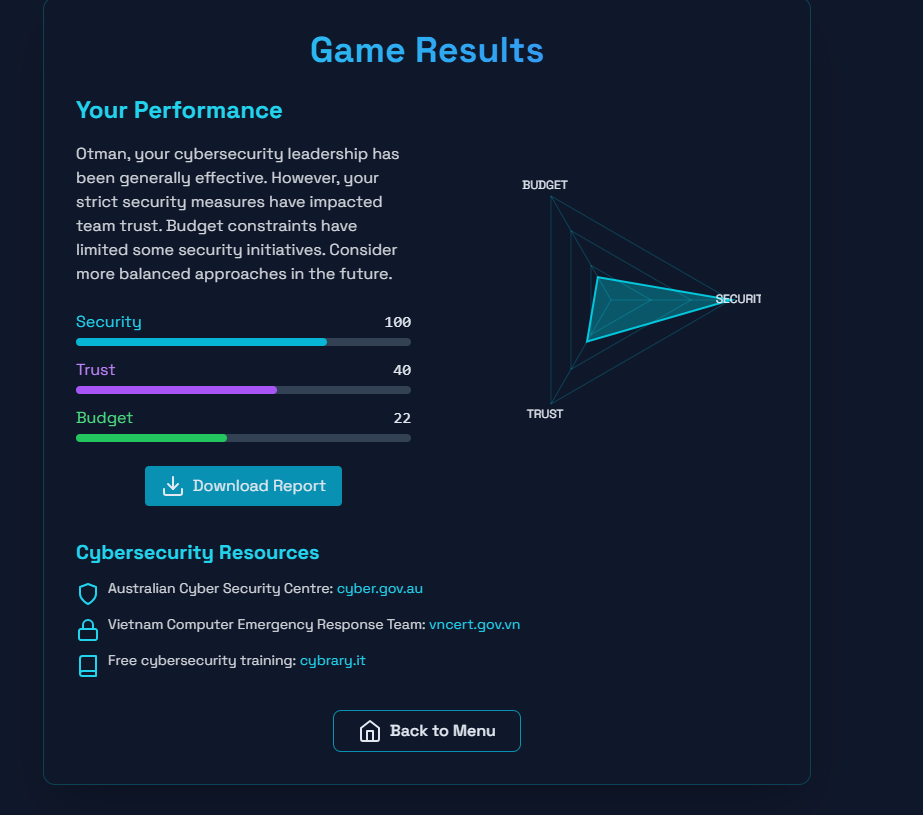 Game Results
Your Performance
Otman, your cybersecurity leadership has
been generally effective. However, your
strict security measures have impacted
team trust. Budget constraints have
limited some security initiatives. Consider
more balanced approaches in the future.
Security 100
Trust 40
Budget 22
Download Report
BUDGET
SECURIT
TRUST
Cybersecurity Resources
Australian Cyber Security Centre: cyber.gov.au
Vietnam Computer Emergency Response Team: vncert.gov.vn
Free cybersecurity training: cybrary.it
Back to Menu